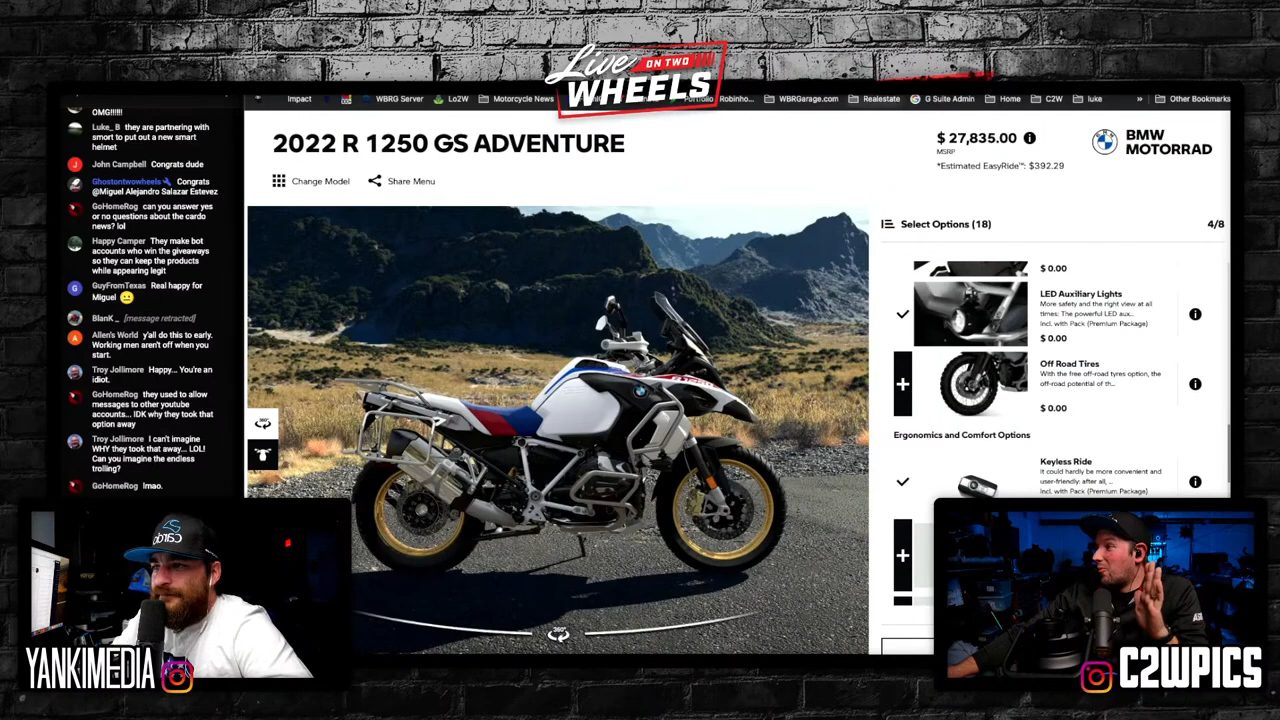 Live
ON TWO
WHEELS
Impact
WBRG Server
Lo2W
Motorcycle News
Robinho...
WBRGarage.com
Realestate
G Suite Admin
Home
C2W
luke
»
Other Bookmarks
OMG!!!!!!
Luke_ B they are partnering with
smort to put out a new smart
helmet
John Campbell Congrats dude
Ghostontwowheels Congrats
@Miguel Alejandro Salazar Estevez
GoHomeRog can you answer yes
or no questions about the cardo
news? lol
Happy Camper They make bot
accounts who win the giveaways
so they can keep the products
while appearing legit
GuyFromTexas Real happy for
Miguel
BlanK _ [message retracted]
Allen's World y'all do this to early.
Working men aren't off when you
start.
Troy Jollimore Happy... You're an
idiot.
GoHomeRog they used to allow
messages to other youtube
accounts... IDK why they took that
option away
Troy Jollimore I can't imagine
WHY they took that away... LOL!
Can you imagine the endless
trolling?
GoHomeRog lmao.
2022 R 1250 GS ADVENTURE
Change Model
Share Menu
$ 27,835.00
MSRP
*Estimated EasyRide™: $392.29
BMW
MOTORRAD
Select Options (18)
4/8
$ 0.00
LED Auxiliary Lights
More safety and the right view at all
times: The powerful LED aux...
Incl. with Pack (Premium Package)
$ 0.00
Off Road Tires
With the free off-road tyres option, the
off-road potential of th...
$ 0.00
Ergonomics and Comfort Options
Keyless Ride
It could hardly be more convenient and
user-friendly: after all, ...
Incl. with Pack (Premium Package)
360°
360°
YANKIMEDIA
C2WPICS